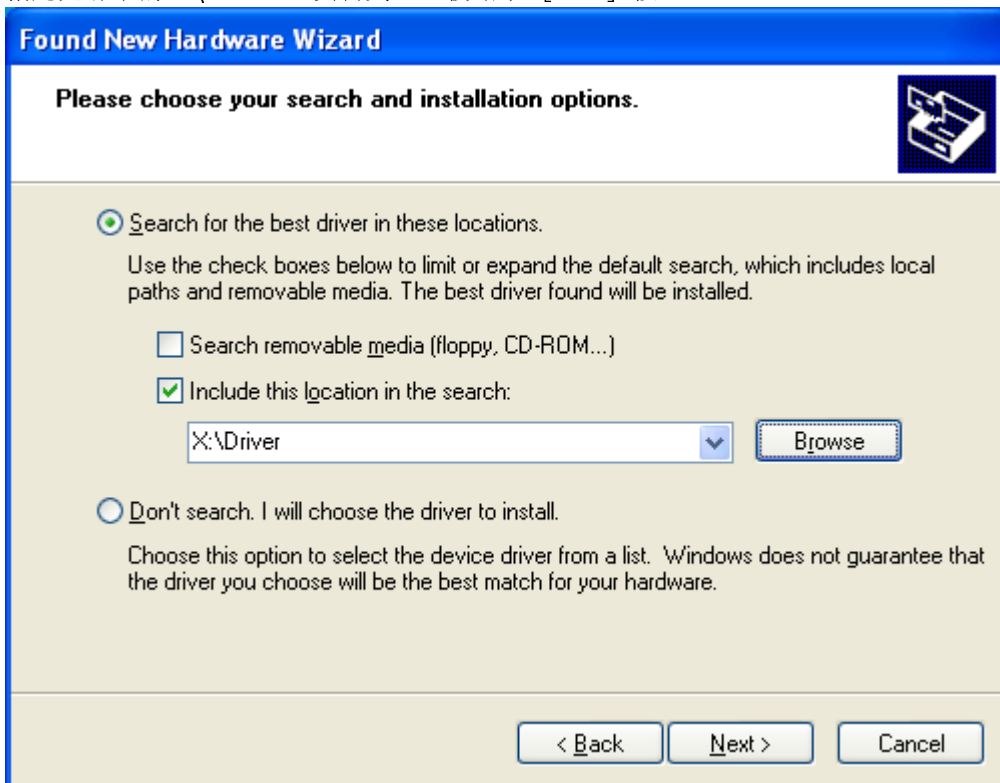 Found New Hardware Wizard
Please choose your search and installation options.
Search for the best driver in these locations.
Use the check boxes below to limit or expand the default search, which includes local
paths and removable media. The best driver found will be installed.
Search removable media (floppy, CD-ROM...)
Include this location in the search:
X:\Driver
Browse
Don't search. I will choose the driver to install.
Choose this option to select the device driver from a list. Windows does not guarantee that
the driver you choose will be the best match for your hardware.
< Back
Next >
Cancel